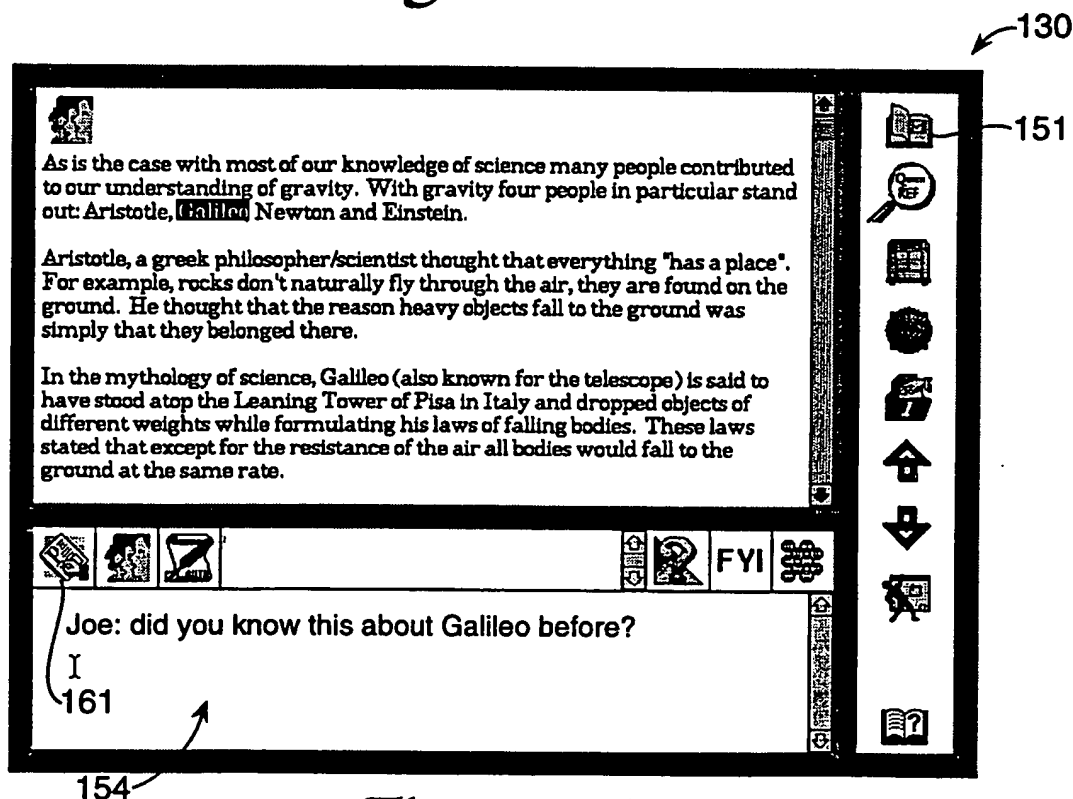 130
151
As is the case with most of our knowledge of science many people contributed
to our understanding of gravity. With gravity four people in particular stand
out: Aristotle, Galileo Newton and Einstein.
Aristotle, a greek philosopher/scientist thought that everything "has a place".
For example, rocks don't naturally fly through the air, they are found on the
ground. He thought that the reason heavy objects fall to the ground was
simply that they belonged there.
In the mythology of science, Galileo (also known for the telescope) is said to
have stood atop the Leaning Tower of Pisa in Italy and dropped objects of
different weights while formulating his laws of falling bodies. These laws
stated that except for the resistance of the air all bodies would fall to the
ground at the same rate.
FYI
Joe: did you know this about Galileo before?
161
?
154